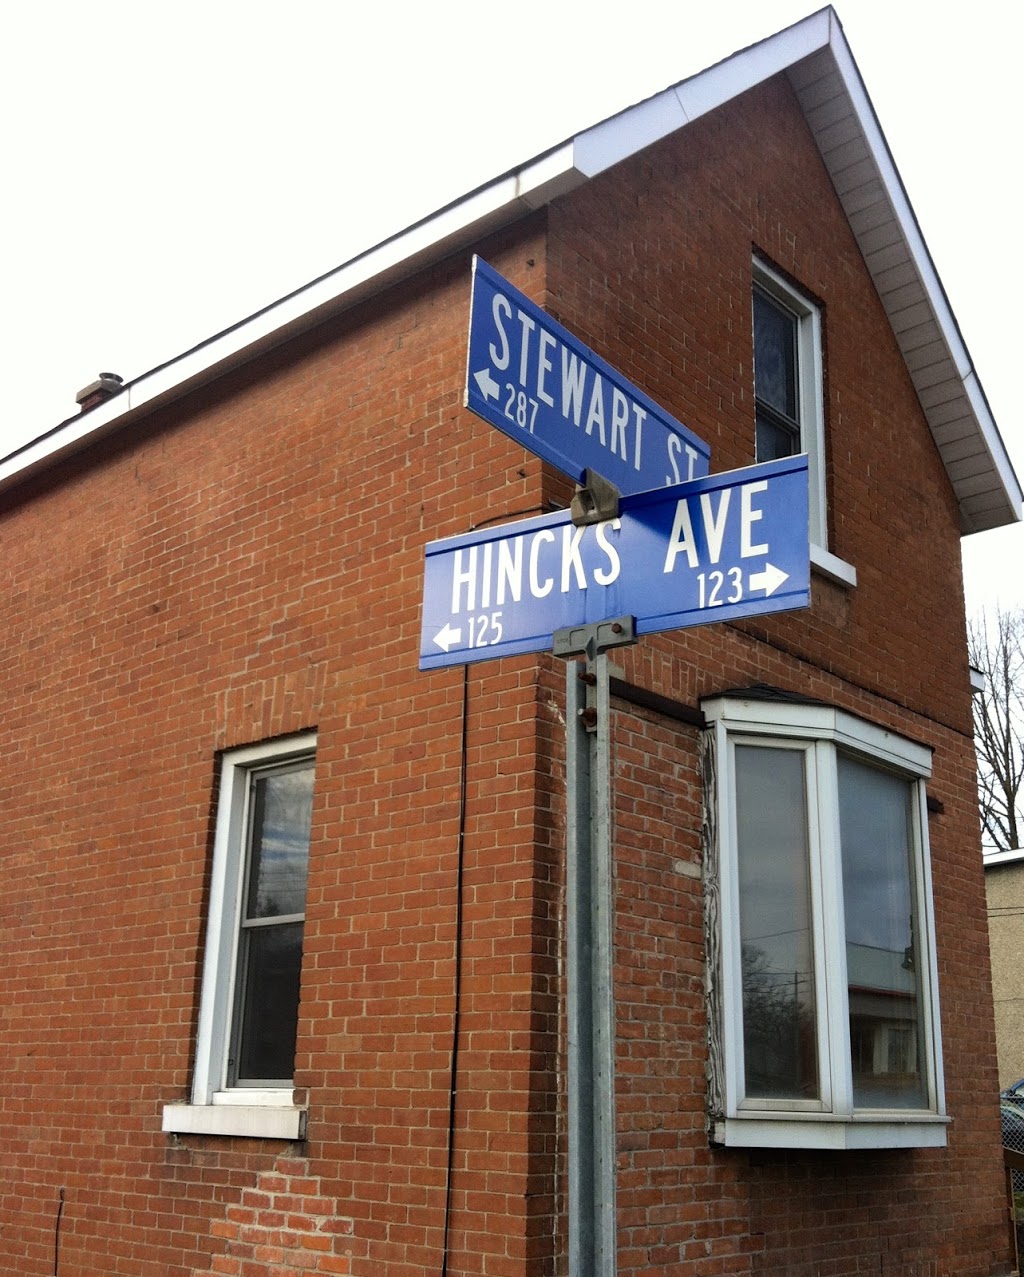 STEWART ST
← 287
HINCKS AVE
← 125 123 →